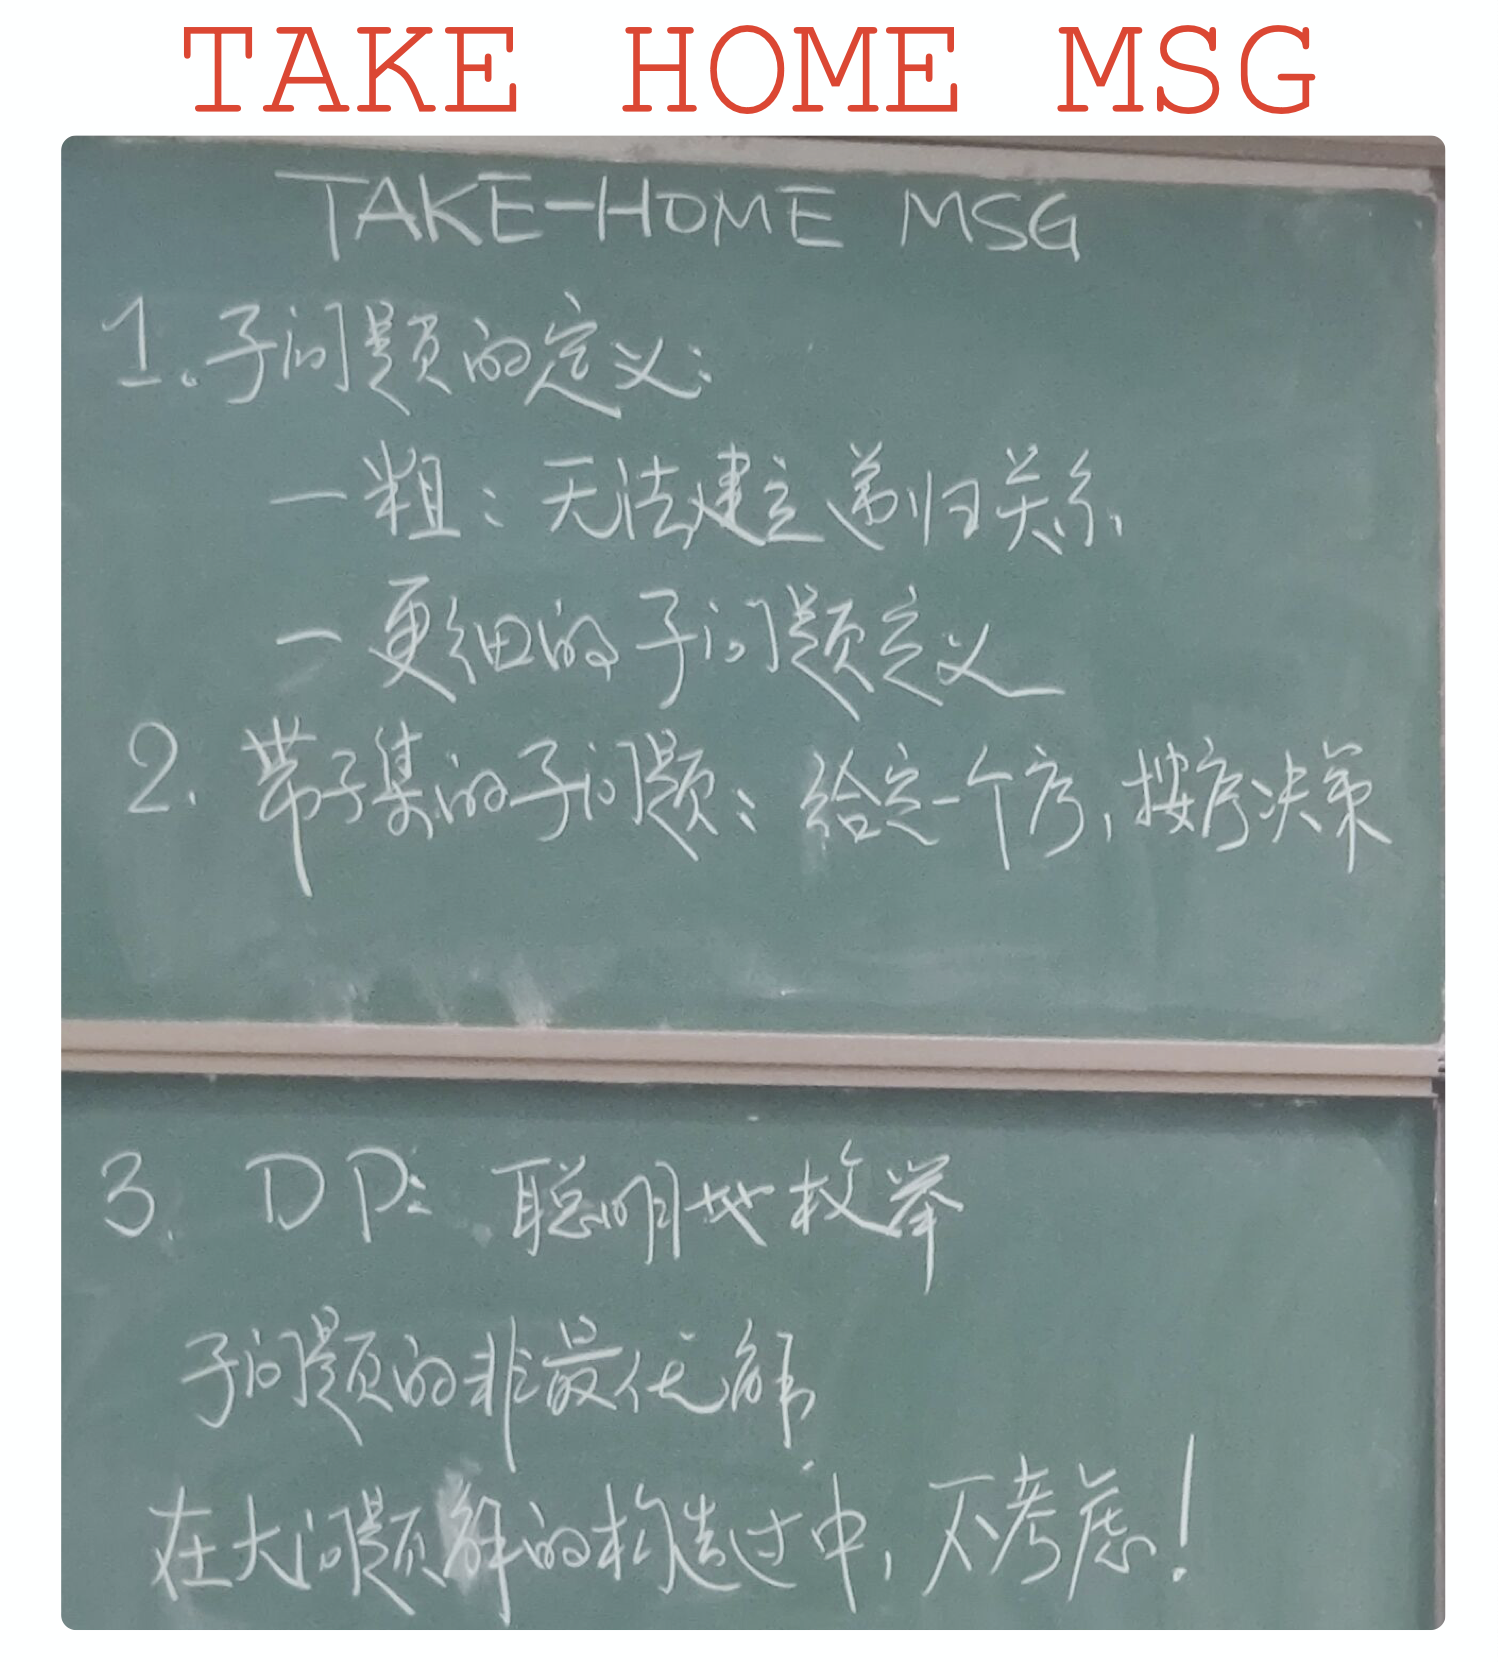 TAKE HOME MSG
TAKE-HOME MSG
1. 子问题的定义:
— 粗: 无法建立递归关系
— 更细的子问题定义
2. 带子集的子问题: 给定一个序, 按序决策
3. DP: 聪明地枚举
子问题的非最优解
在大问题解的构造过中, 不考虑!